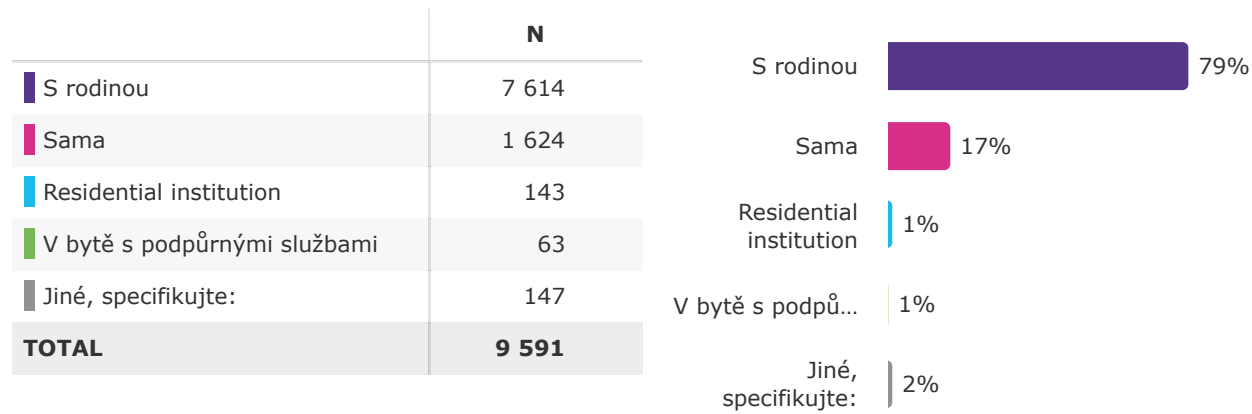 N
S rodinou 7 614
Sama 1 624
Residential institution 143
V bytě s podpůrnými službami 63
Jiné, specifikujte: 147
TOTAL 9 591
S rodinou 79%
Sama 17%
Residential
institution 1%
V bytě s podpů... 1%
Jiné,
specifikujte: 2%